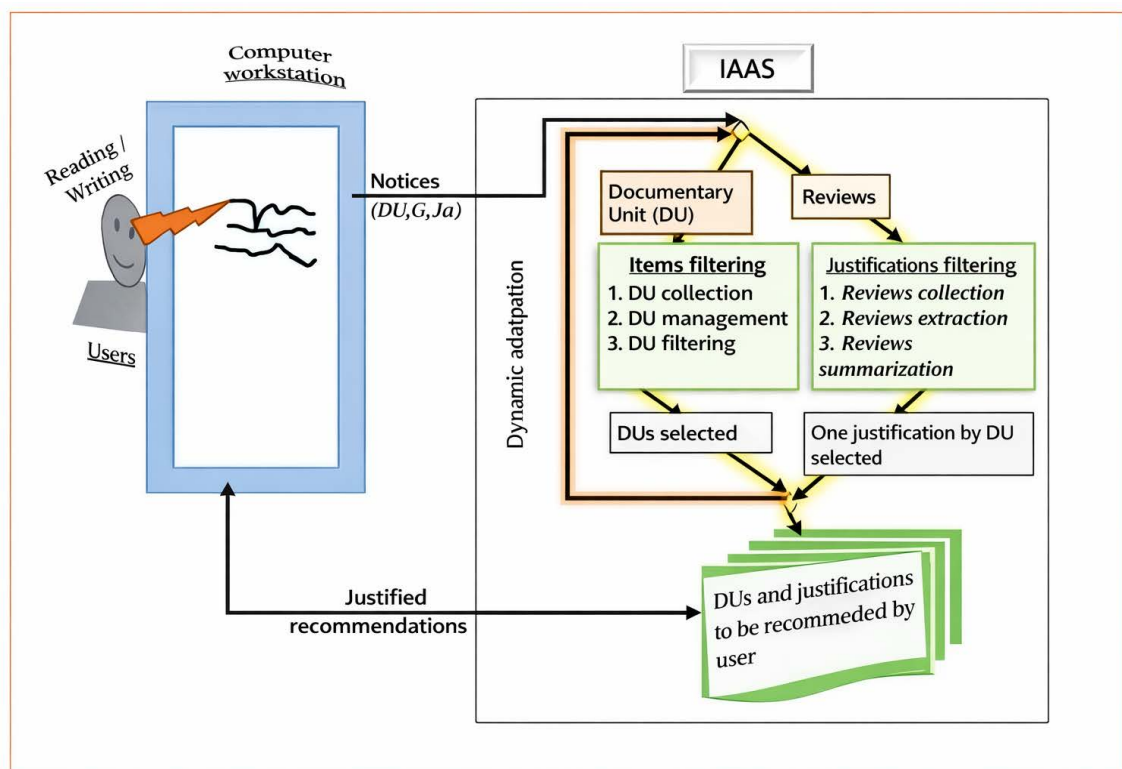 Computer
workstation
IAAS
Reading /
Writing
Users
Notices
(DU,G,Ja)
Dynamic adatpation
Documentary
Unit (DU)
Reviews
Items filtering
1. DU collection
2. DU management
3. DU filtering
Justifications filtering
1. Reviews collection
2. Reviews extraction
3. Reviews
summarization
DUs selected
One justification by DU
selected
Justified
recommendations
DUs and justifications
to be recommeded by
user